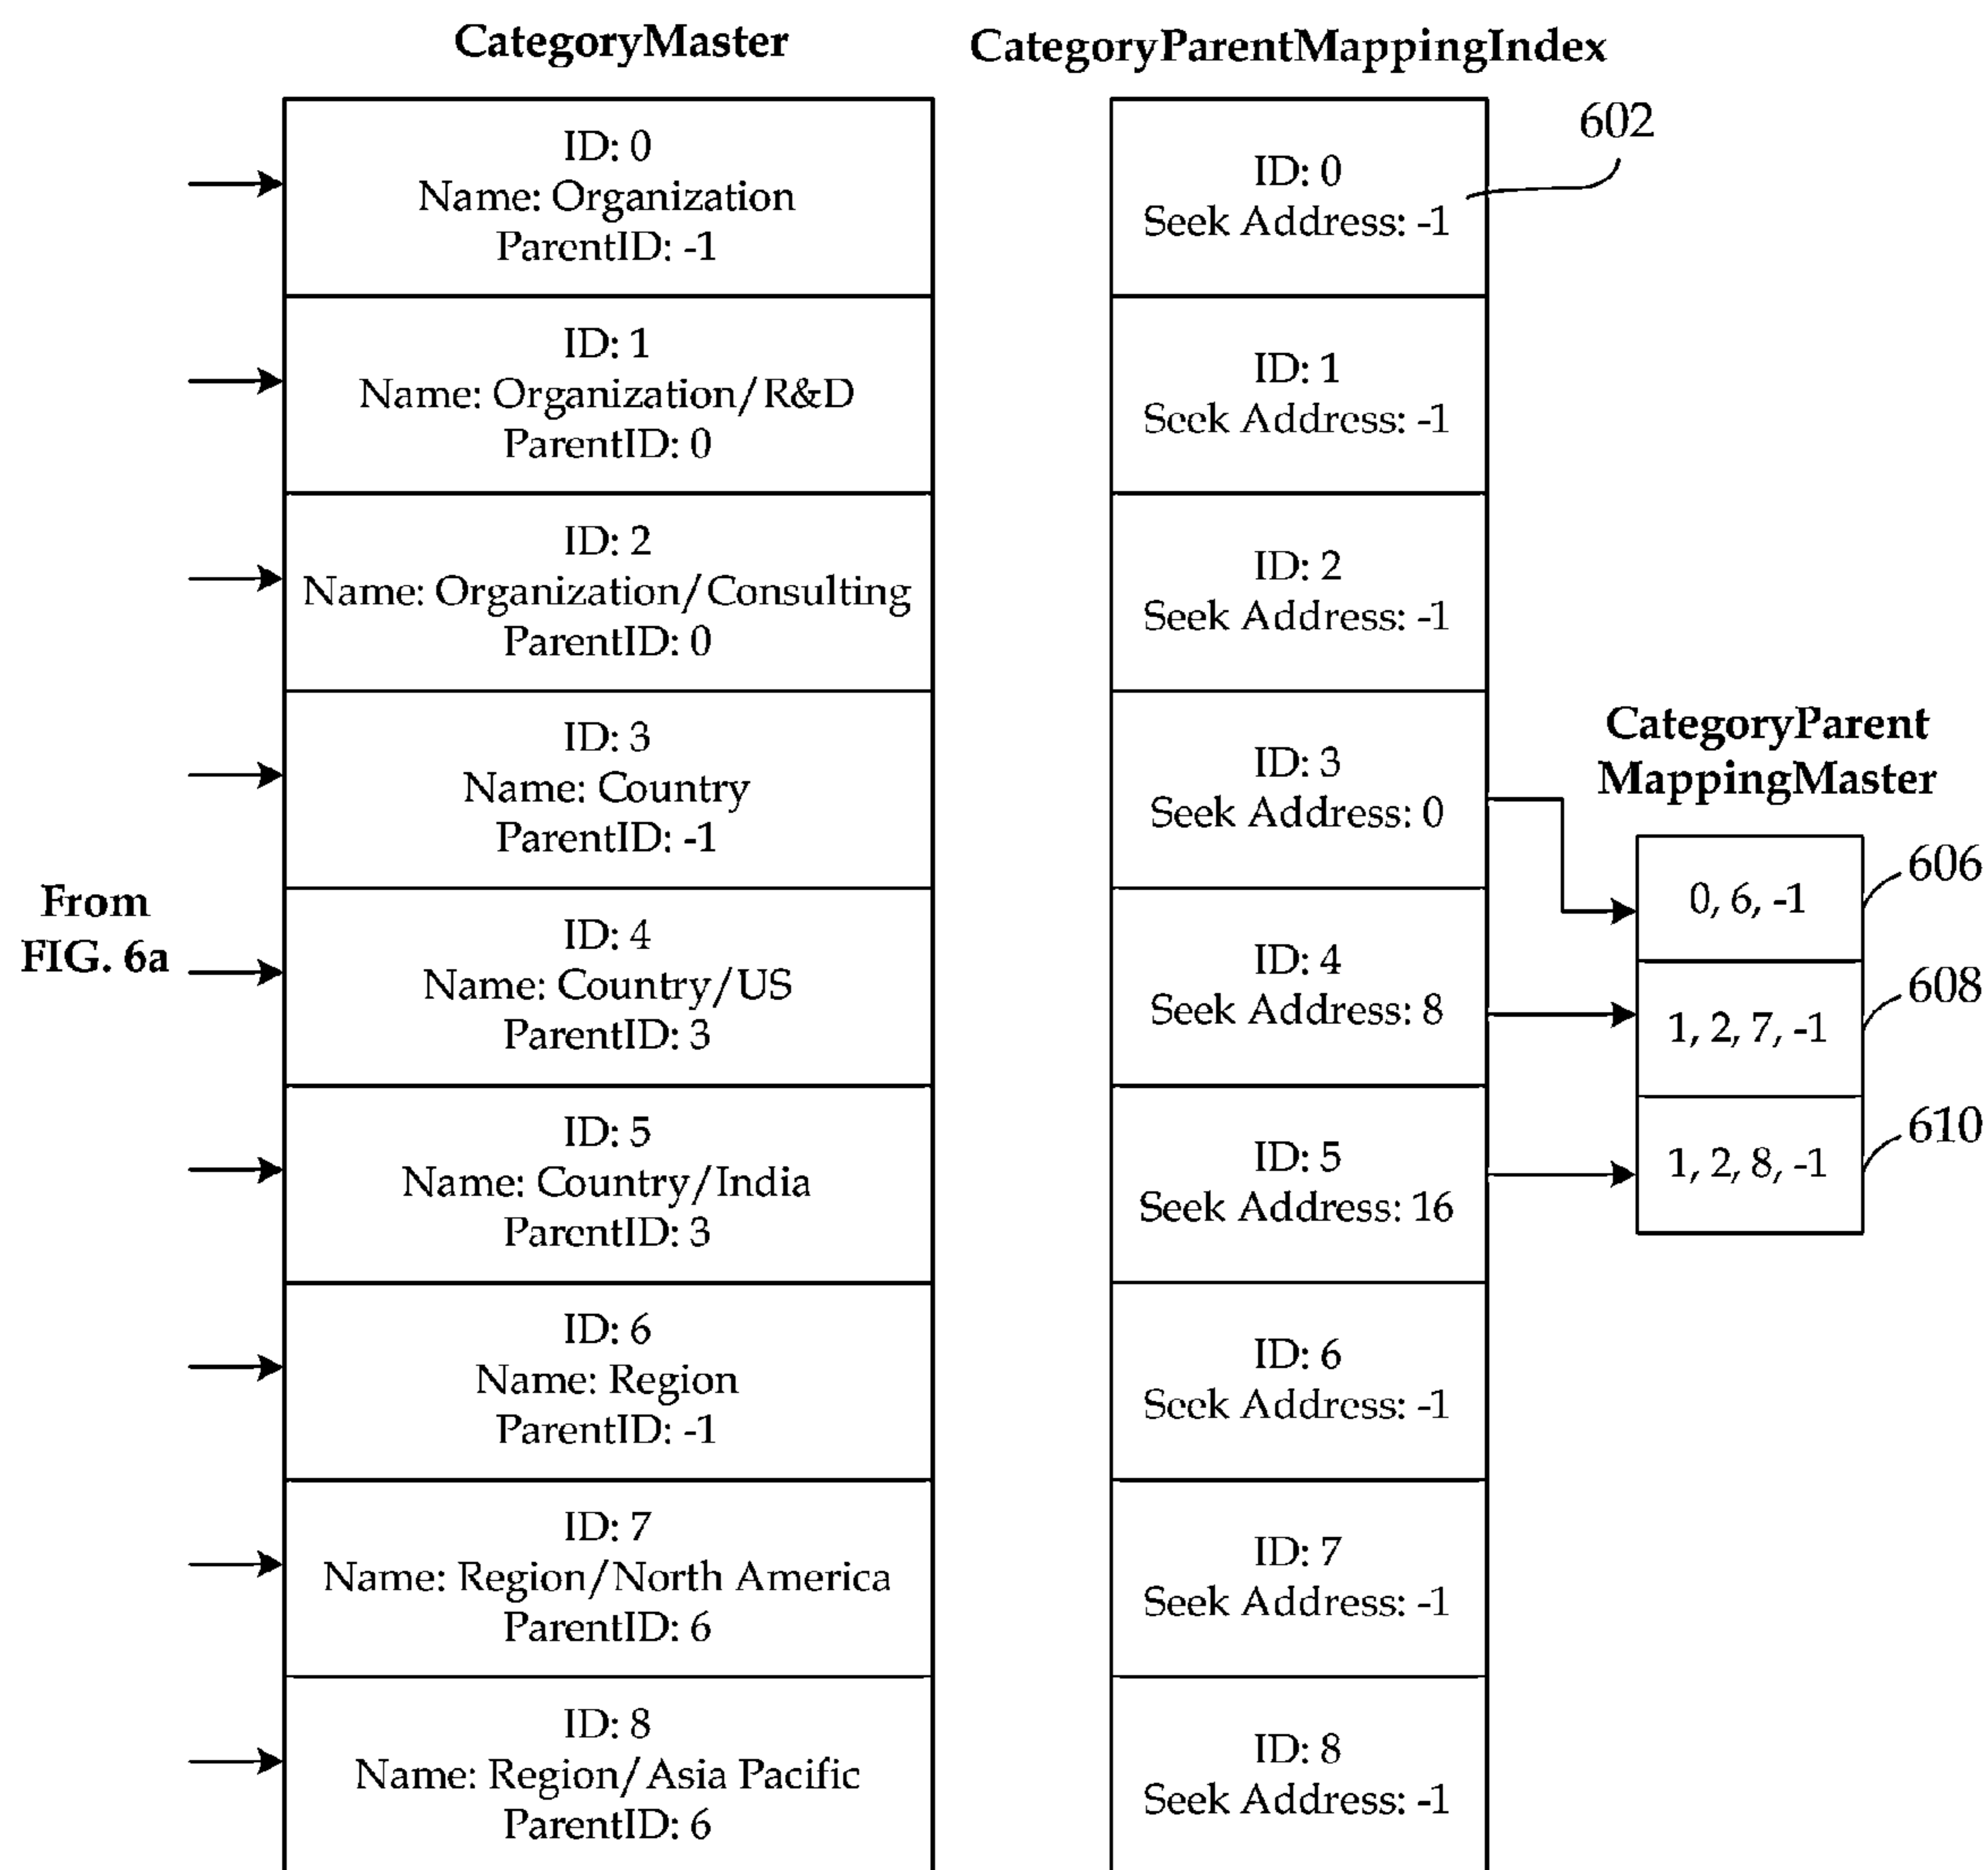 CategoryMaster
ID: 0
Name: Organization
ParentID: -1
ID: 1
Name: Organization/R&D
ParentID: 0
ID: 2
Name: Organization/Consulting
ParentID: 0
ID: 3
Name: Country
ParentID: -1
ID: 4
Name: Country/US
ParentID: 3
ID: 5
Name: Country/India
ParentID: 3
ID: 6
Name: Region
ParentID: -1
ID: 7
Name: Region/North America
ParentID: 6
ID: 8
Name: Region/Asia Pacific
ParentID: 6
From
FIG. 6a
CategoryParentMappingIndex
602
ID: 0
Seek Address: -1
ID: 1
Seek Address: -1
ID: 2
Seek Address: -1
ID: 3
Seek Address: 0
ID: 4
Seek Address: 8
ID: 5
Seek Address: 16
ID: 6
Seek Address: -1
ID: 7
Seek Address: -1
ID: 8
Seek Address: -1
CategoryParent
MappingMaster
0, 6, -1
606
1, 2, 7, -1
608
1, 2, 8, -1
610